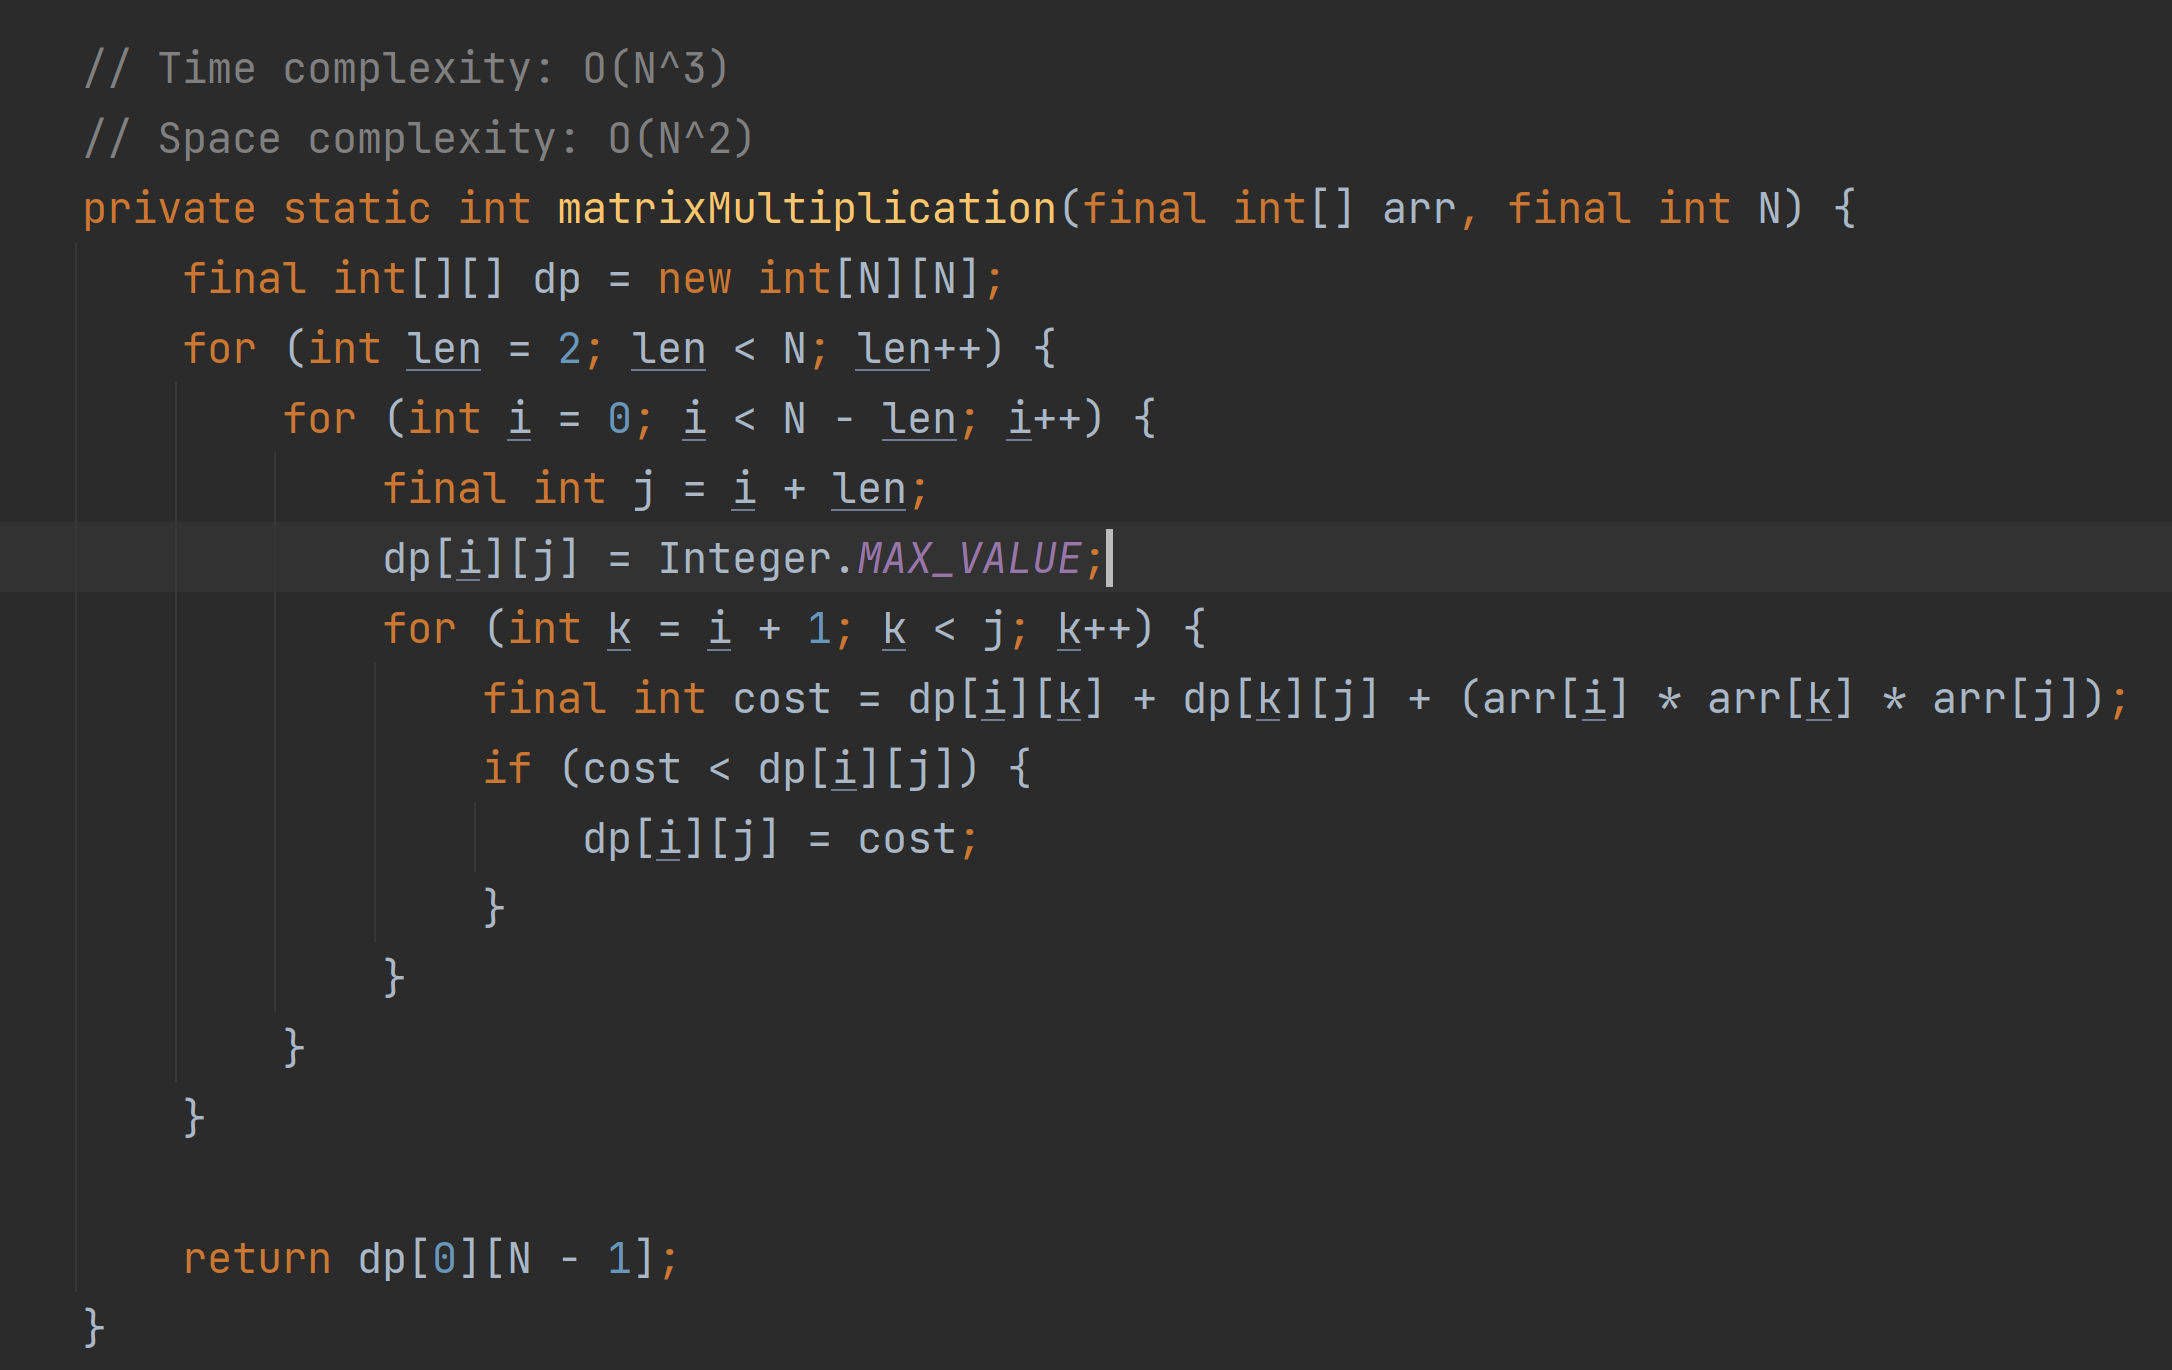 // Time complexity: O(N^3)
// Space complexity: O(N^2)
private static int matrixMultiplication(final int[] arr, final int N) {
    final int[][] dp = new int[N][N];
    for (int len = 2; len < N; len++) {
        for (int i = 0; i < N - len; i++) {
            final int j = i + len;
            dp[i][j] = Integer.MAX_VALUE;
            for (int k = i + 1; k < j; k++) {
                final int cost = dp[i][k] + dp[k][j] + (arr[i] * arr[k] * arr[j]);
                if (cost < dp[i][j]) {
                    dp[i][j] = cost;
                }
            }
        }
    }

    return dp[0][N - 1];
}